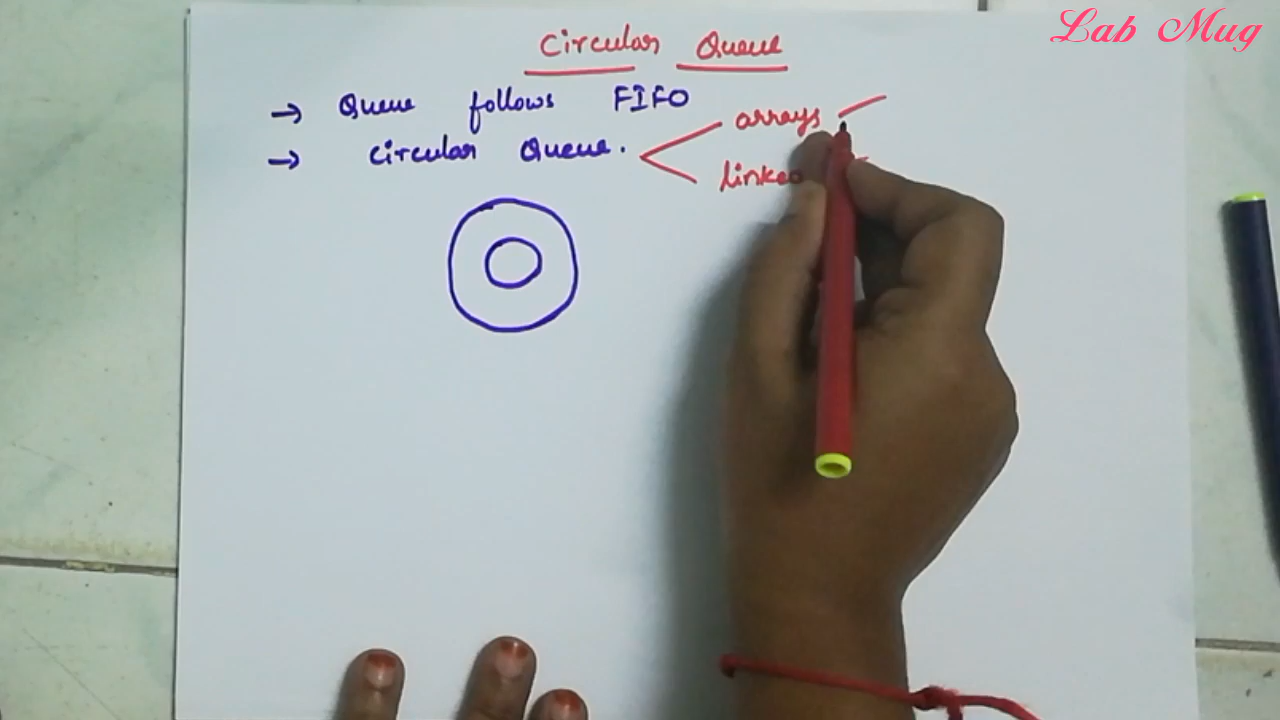 Lab Mug
Circular Queue
→ Queue follows FIFO
→ Circular Queue.
arrays